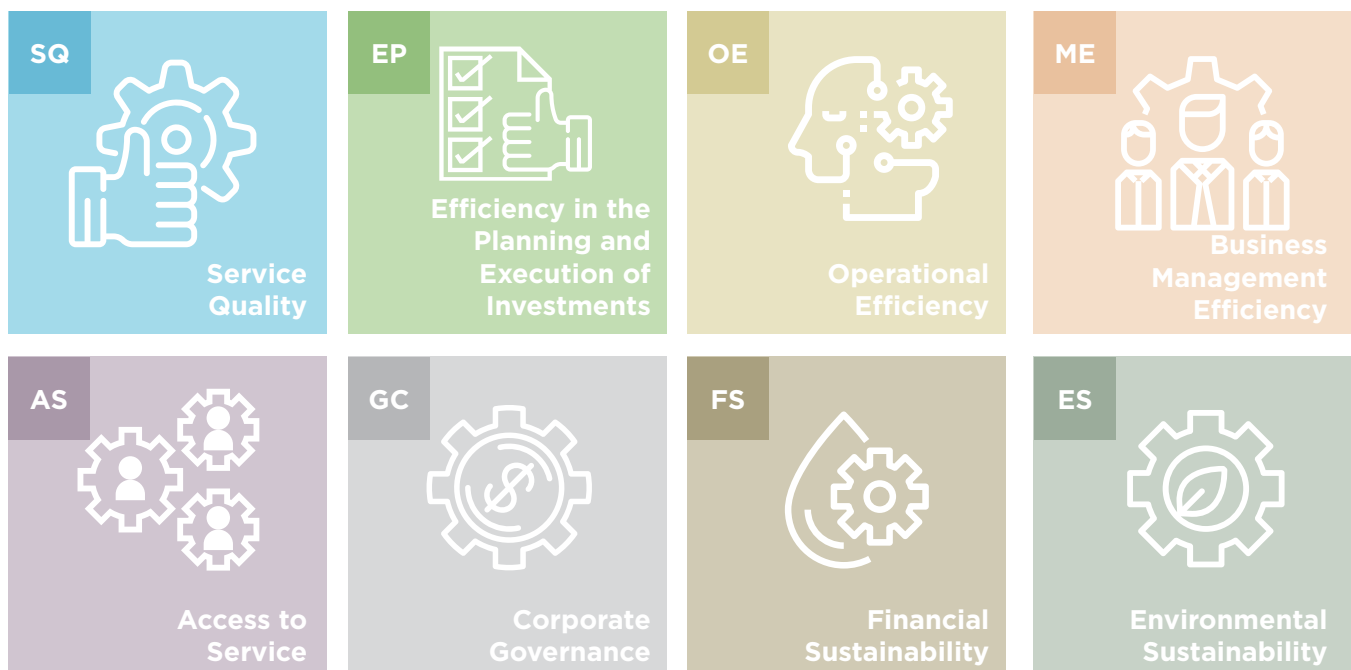 SQ
Service
Quality
EP
Efficiency in the
Planning and
Execution of
Investments
OE
Operational
Efficiency
ME
Business
Management
Efficiency
AS
Access to
Service
GC
Corporate
Governance
FS
Financial
Sustainability
ES
Environmental
Sustainability